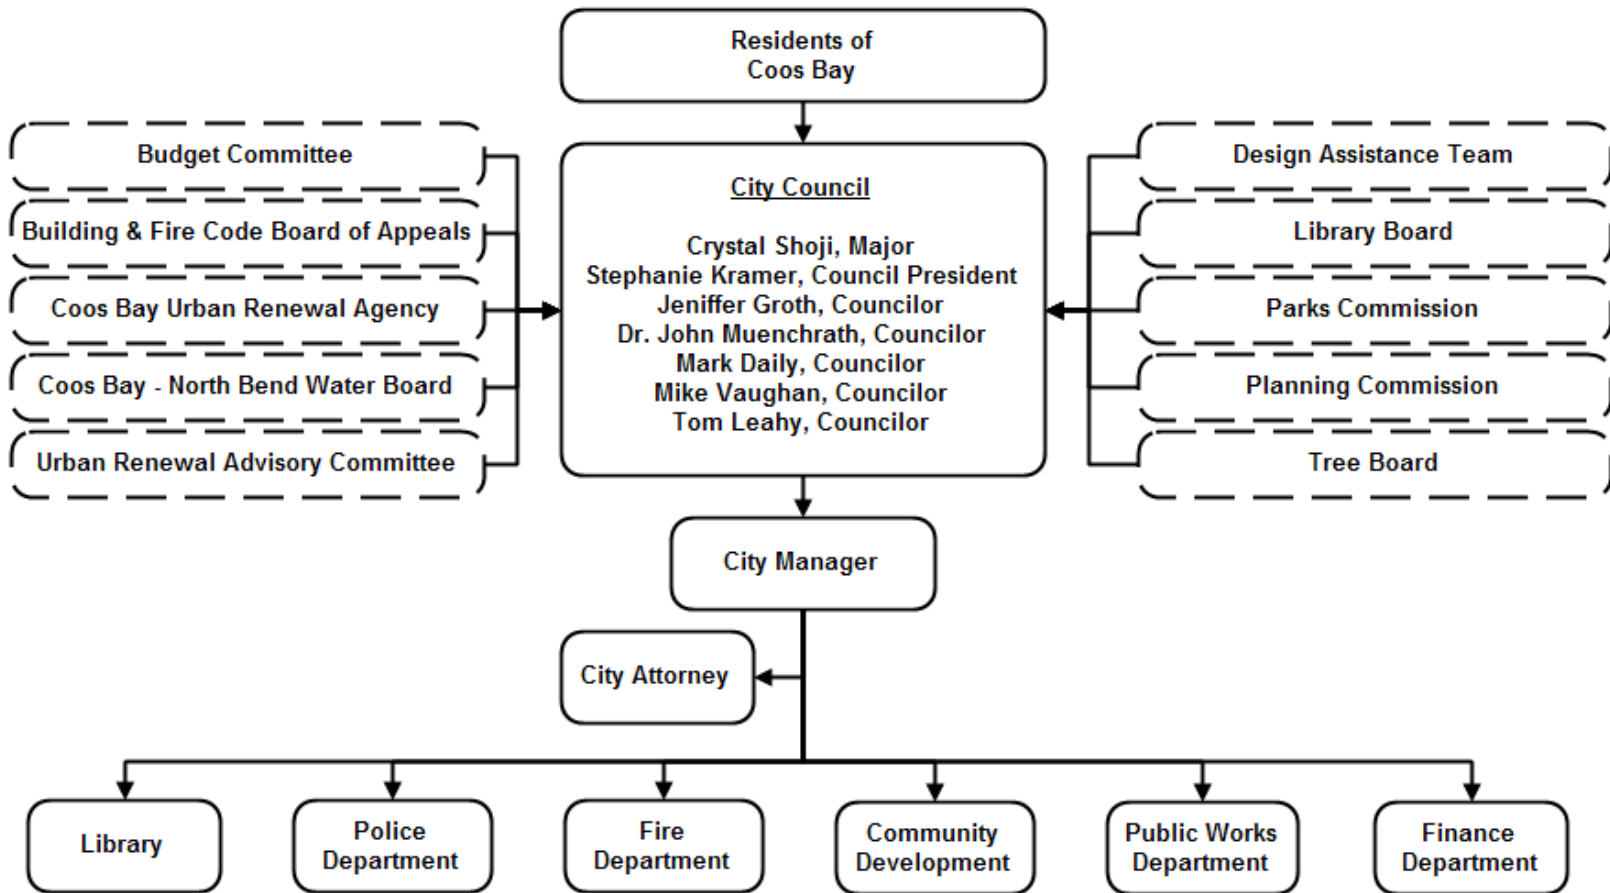 Residents of
Coos Bay
Budget Committee
Building & Fire Code Board of Appeals
Coos Bay Urban Renewal Agency
Coos Bay - North Bend Water Board
Urban Renewal Advisory Committee
City Council
Crystal Shoji, Major
Stephanie Kramer, Council President
Jeniffer Groth, Councilor
Dr. John Muenchrath, Councilor
Mark Daily, Councilor
Mike Vaughan, Councilor
Tom Leahy, Councilor
Design Assistance Team
Library Board
Parks Commission
Planning Commission
Tree Board
City Manager
City Attorney
Library
Police
Department
Fire
Department
Community
Development
Public Works
Department
Finance
Department